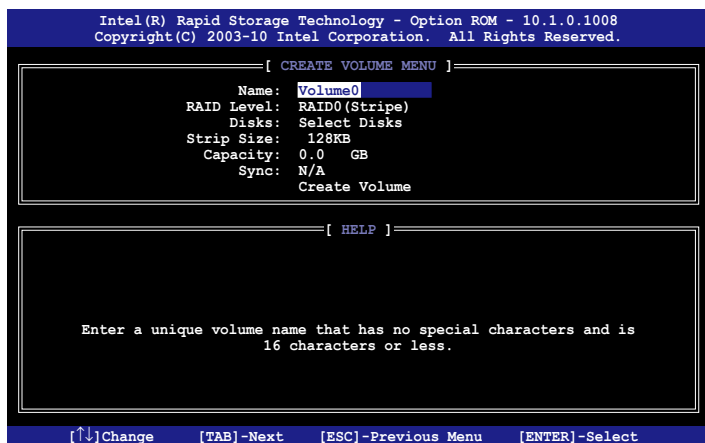 Intel(R) Rapid Storage Technology - Option ROM - 10.1.0.1008
Copyright(C) 2003-10 Intel Corporation.  All Rights Reserved.
[ CREATE VOLUME MENU ]
Name: Volume0
RAID Level: RAID0(Stripe)
Disks: Select Disks
Strip Size: 128KB
Capacity: 0.0 GB
Sync: N/A
Create Volume
[ HELP ]
Enter a unique volume name that has no special characters and is
16 characters or less.
[↑↓]Change [TAB]-Next [ESC]-Previous Menu [ENTER]-Select